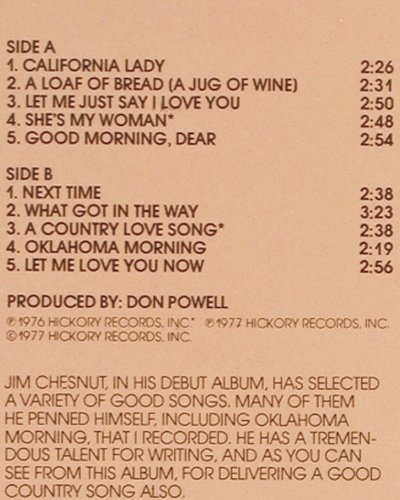 SIDE A
1. CALIFORNIA LADY 2:26
2. A LOAF OF BREAD (A JUG OF WINE) 2:31
3. LET ME JUST SAY I LOVE YOU 2:50
4. SHE'S MY WOMAN* 2:48
5. GOOD MORNING, DEAR 2:54
SIDE B
1. NEXT TIME 2:38
2. WHAT GOT IN THE WAY 3:23
3. A COUNTRY LOVE SONG* 2:38
4. OKLAHOMA MORNING 2:19
5. LET ME LOVE YOU NOW 2:56
PRODUCED BY: DON POWELL
℗1976 HICKORY RECORDS, INC.* ℗1977 HICKORY RECORDS, INC.
©1977 HICKORY RECORDS, INC.
JIM CHESNUT, IN HIS DEBUT ALBUM, HAS SELECTED
A VARIETY OF GOOD SONGS. MANY OF THEM
HE PENNED HIMSELF, INCLUDING OKLAHOMA
MORNING, THAT I RECORDED. HE HAS A TREMEN-
DOUS TALENT FOR WRITING, AND AS YOU CAN
SEE FROM THIS ALBUM, FOR DELIVERING A GOOD
COUNTRY SONG ALSO.